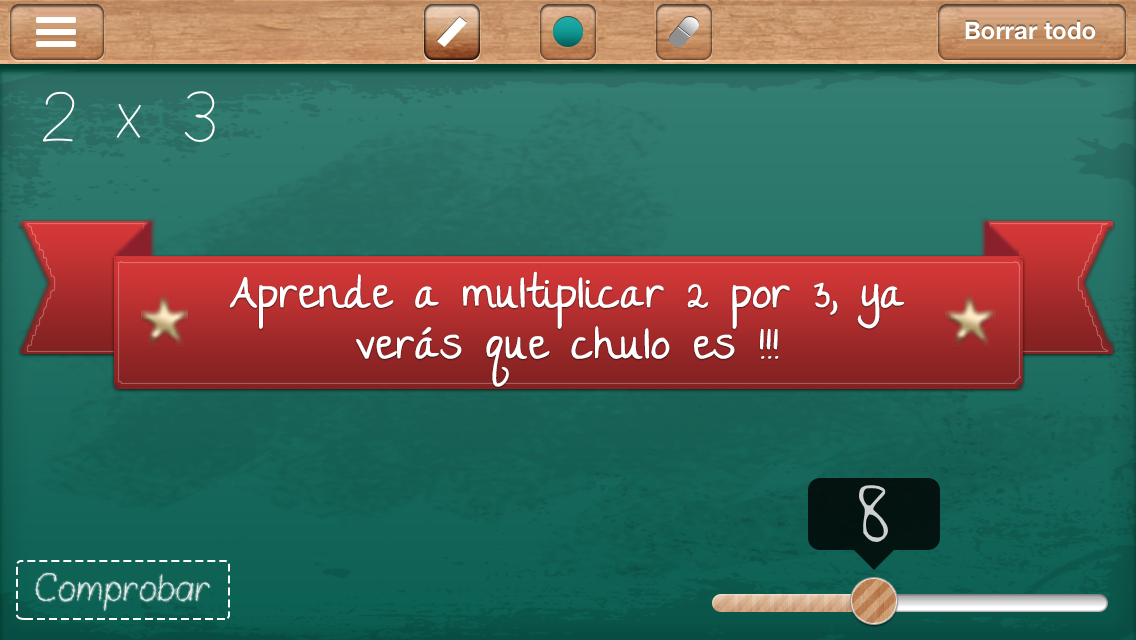 Borrar todo
2 x 3
Aprende a multiplicar 2 por 3, ya
verás que chulo es !!!
8
Comprobar